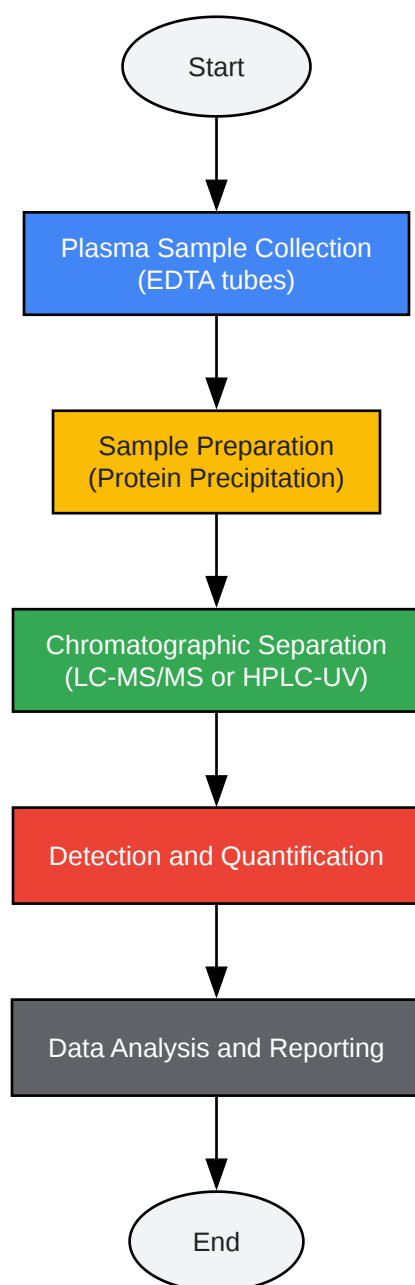 Start
Plasma Sample Collection
(EDTA tubes)
Sample Preparation
(Protein Precipitation)
Chromatographic Separation
(LC-MS/MS or HPLC-UV)
Detection and Quantification
Data Analysis and Reporting
End